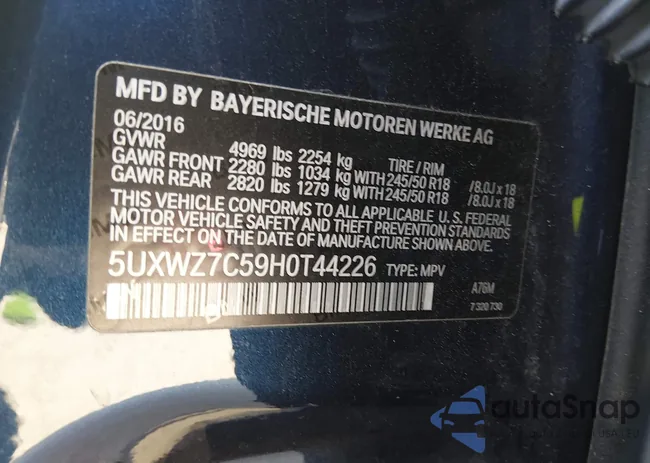 MFD BY BAYERISCHE MOTOREN WERKE AG
06/2016
GVWR 4969 lbs 2254 kg TIRE / RIM
GAWR FRONT 2280 lbs 1034 kg WITH 245/50 R18 /8.0J x 18
GAWR REAR 2820 lbs 1279 kg WITH 245/50 R18 /8.0J x 18
THIS VEHICLE CONFORMS TO ALL APPLICABLE U. S. FEDERAL
MOTOR VEHICLE SAFETY AND THEFT PREVENTION STANDARDS
IN EFFECT ON THE DATE OF MANUFACTURE SHOWN ABOVE.
5UXWZ7C59H0T44226 TYPE: MPV
A76M
7 320 730
autoSnap